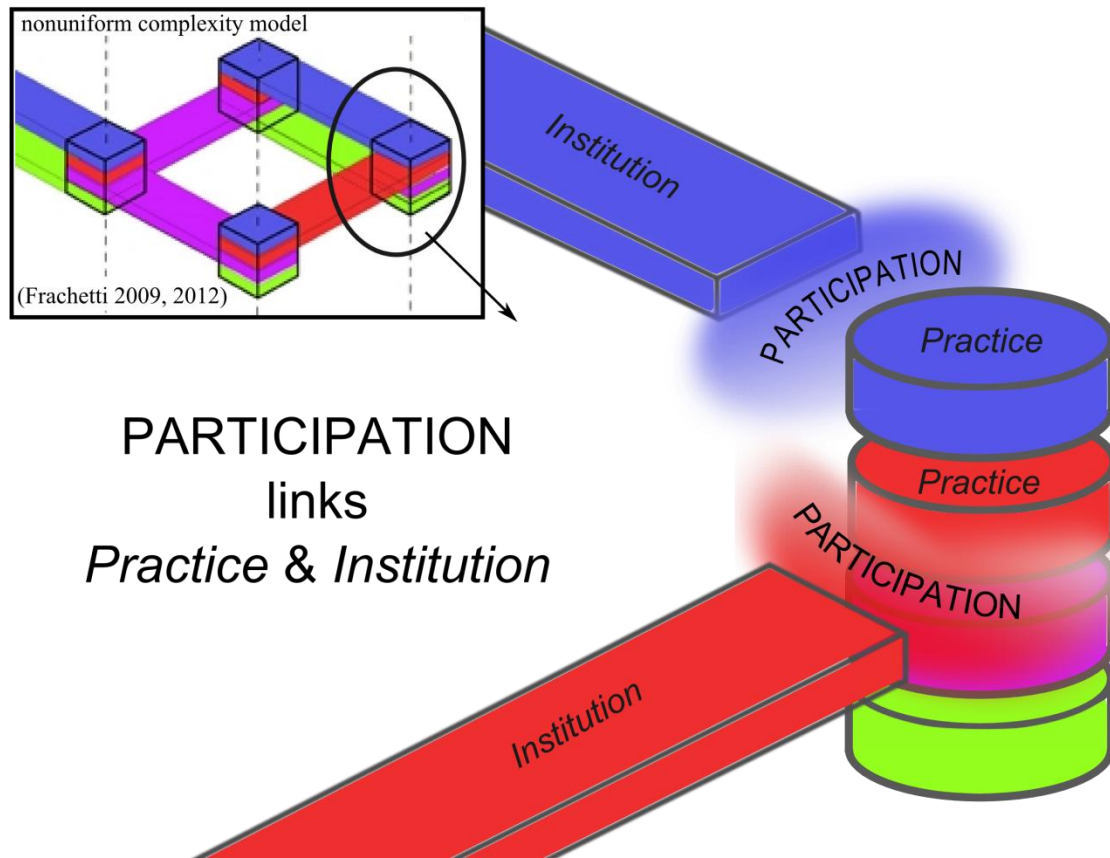 nonuniform complexity model
(Frachetti 2009, 2012)
Institution
PARTICIPATION
Practice
Practice
PARTICIPATION
PARTICIPATION
links
Practice & Institution
Institution